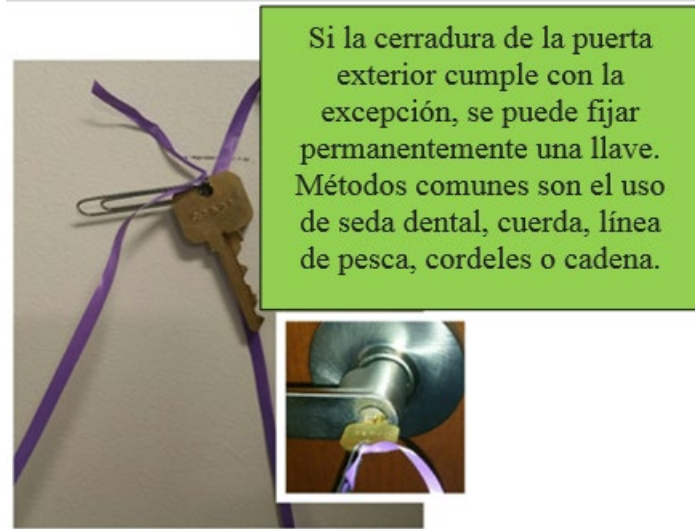 Si la cerradura de la puerta
exterior cumple con la
excepción, se puede fijar
permanentemente una llave.
Métodos comunes son el uso
de seda dental, cuerda, línea
de pesca, cordeles o cadena.